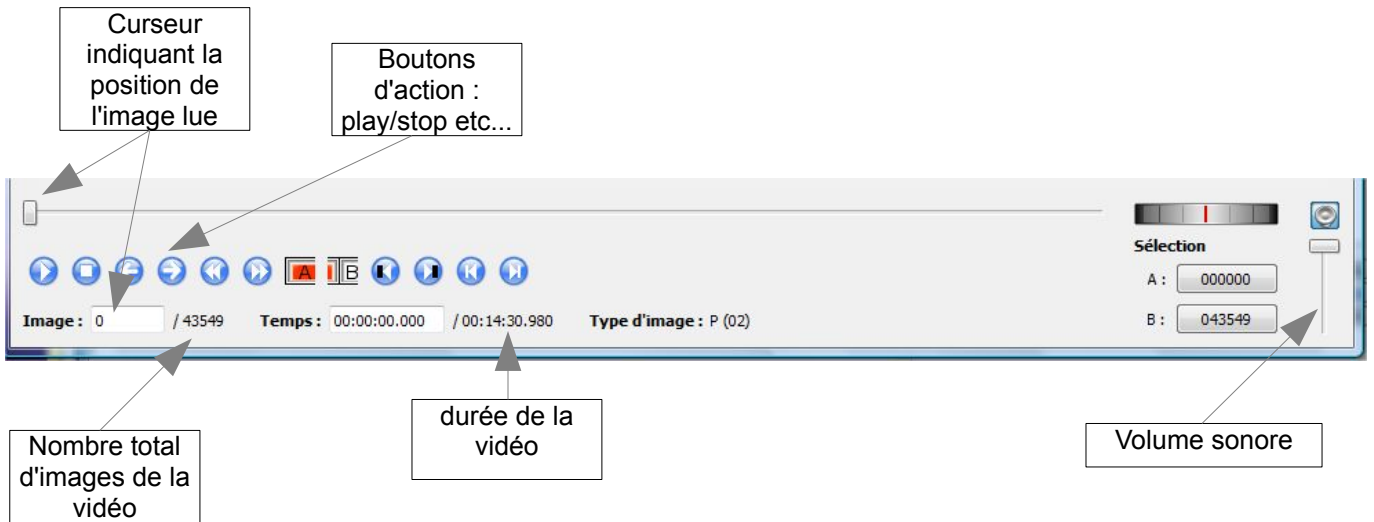 Curseur
indiquant la
position de
l'image lue
Boutons
d'action :
play/stop etc...
Sélection
A B
A : 000000
Image : 0 / 43549 Temps : 00:00:00.000 / 00:14:30.980 Type d'image : P (02)
B : 043549
Nombre total
d'images de la
vidéo
durée de la
vidéo
Volume sonore